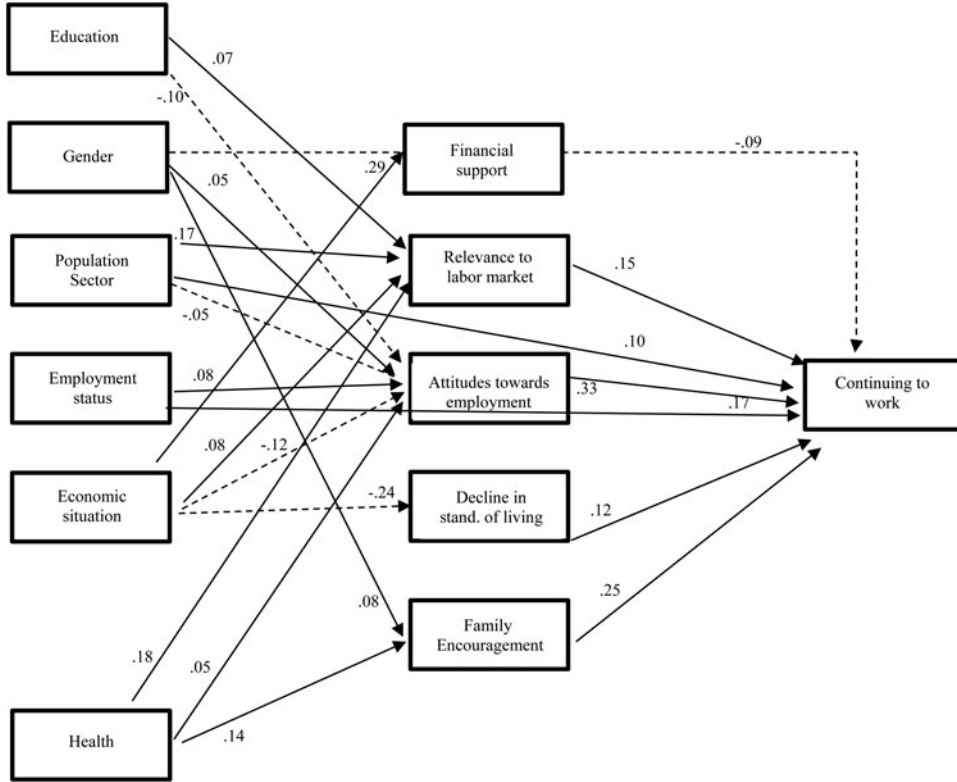 Education
.07
-.10
Gender
Financial
support
-.09
.29
.05
Population
Sector
.17
Relevance to
labor market
.15
-.05
.10
Employment
status
.08
Attitudes towards
employment
.33
.17
Continuing to
work
.08
-.12
Economic
situation
-.24
Decline in
stand. of living
.12
.08
Family
Encouragement
.25
.18
.05
Health
.14